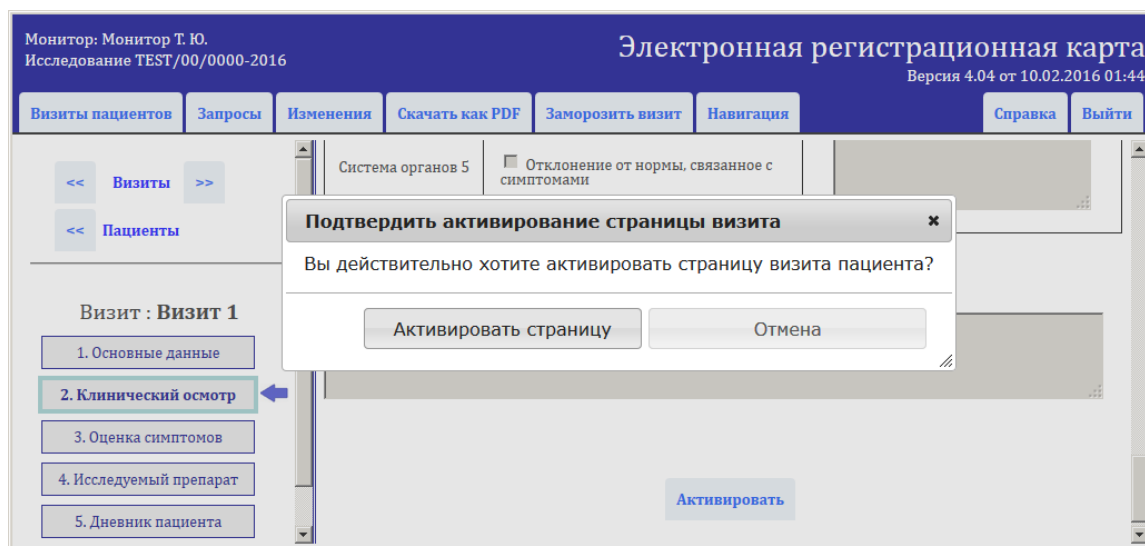 Монитор: Монитор Т. Ю.
Исследование TEST/00/0000-2016
Электронная регистрационная карта
Версия 4.04 от 10.02.2016 01:44
Визиты пациентов
Запросы
Изменения
Скачать как PDF
Заморозить визит
Навигация
Справка
Выйти
<< Визиты >>
<< Пациенты
Визит : Визит 1
1. Основные данные
2. Клинический осмотр
3. Оценка симптомов
4. Исследуемый препарат
5. Дневник пациента
Система органов 5
Отклонение от нормы, связанное с
симптомами
Подтвердить активирование страницы визита
Вы действительно хотите активировать страницу визита пациента?
Активировать страницу
Отмена
Активировать